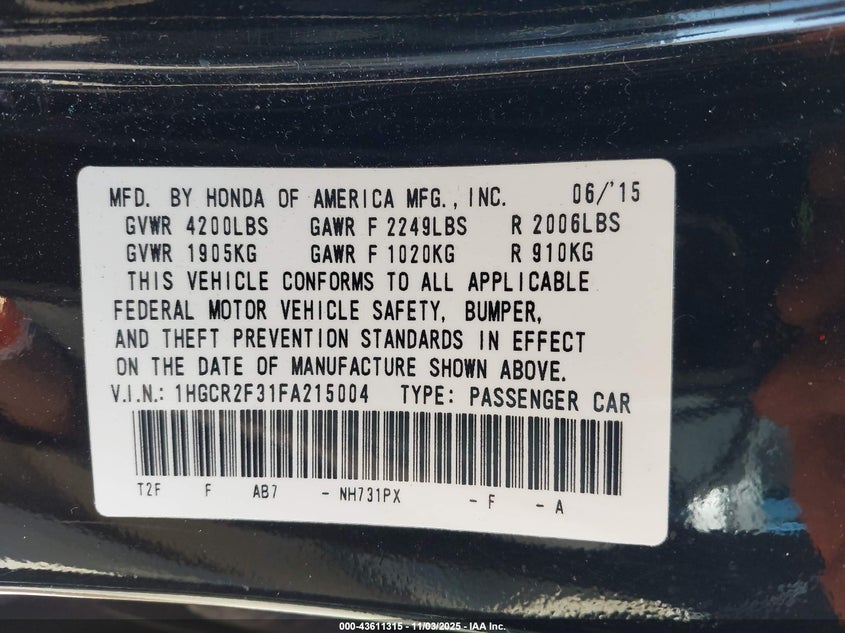 MFD. BY HONDA OF AMERICA MFG., INC. 06/'15
GVWR 4200LBS GAWR F 2249LBS R 2006LBS
GVWR 1905KG GAWR F 1020KG R 910KG
THIS VEHICLE CONFORMS TO ALL APPLICABLE
FEDERAL MOTOR VEHICLE SAFETY, BUMPER,
AND THEFT PREVENTION STANDARDS IN EFFECT
ON THE DATE OF MANUFACTURE SHOWN ABOVE.
V.I.N.: 1HGCR2F31FA215004 TYPE: PASSENGER CAR
T2F F AB7 - NH731PX - F - A
000-43611315 - 11/03/2025 - IAA Inc.